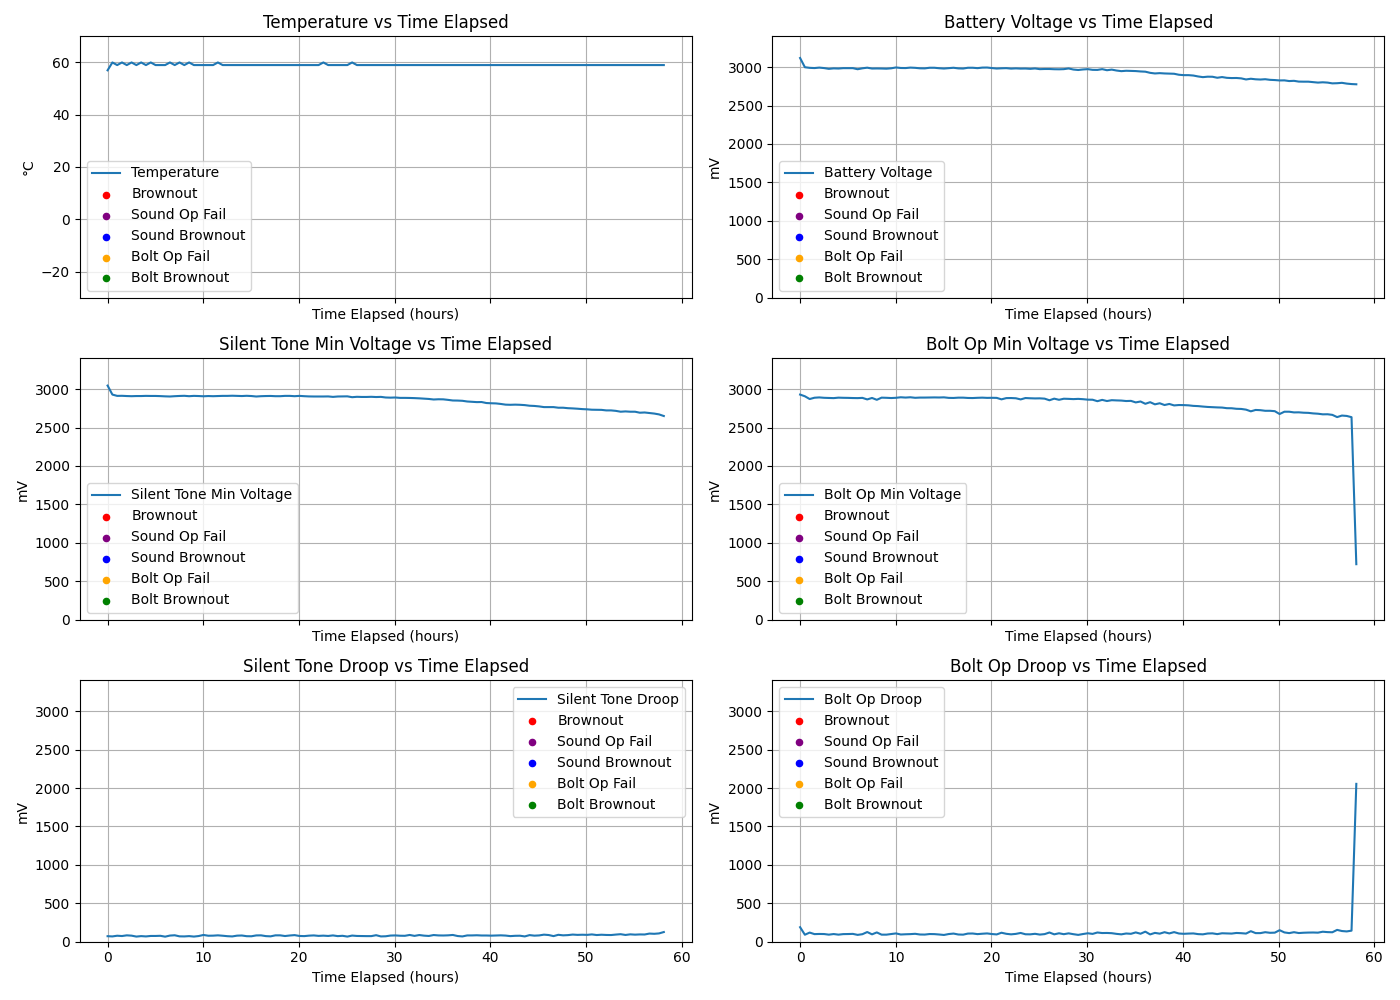 Temperature vs Time Elapsed
60
40
20
0
−20
°C
Temperature
Brownout
Sound Op Fail
Sound Brownout
Bolt Op Fail
Bolt Brownout
Time Elapsed (hours)
Battery Voltage vs Time Elapsed
3000
2500
2000
1500
1000
500
0
mV
Battery Voltage
Brownout
Sound Op Fail
Sound Brownout
Bolt Op Fail
Bolt Brownout
Time Elapsed (hours)
Silent Tone Min Voltage vs Time Elapsed
3000
2500
2000
1500
1000
500
0
mV
Silent Tone Min Voltage
Brownout
Sound Op Fail
Sound Brownout
Bolt Op Fail
Bolt Brownout
Time Elapsed (hours)
Bolt Op Min Voltage vs Time Elapsed
3000
2500
2000
1500
1000
500
0
mV
Bolt Op Min Voltage
Brownout
Sound Op Fail
Sound Brownout
Bolt Op Fail
Bolt Brownout
Time Elapsed (hours)
Silent Tone Droop vs Time Elapsed
3000
2500
2000
1500
1000
500
0
mV
Silent Tone Droop
Brownout
Sound Op Fail
Sound Brownout
Bolt Op Fail
Bolt Brownout
0 10 20 30 40 50 60
Time Elapsed (hours)
Bolt Op Droop vs Time Elapsed
3000
2500
2000
1500
1000
500
0
mV
Bolt Op Droop
Brownout
Sound Op Fail
Sound Brownout
Bolt Op Fail
Bolt Brownout
0 10 20 30 40 50 60
Time Elapsed (hours)